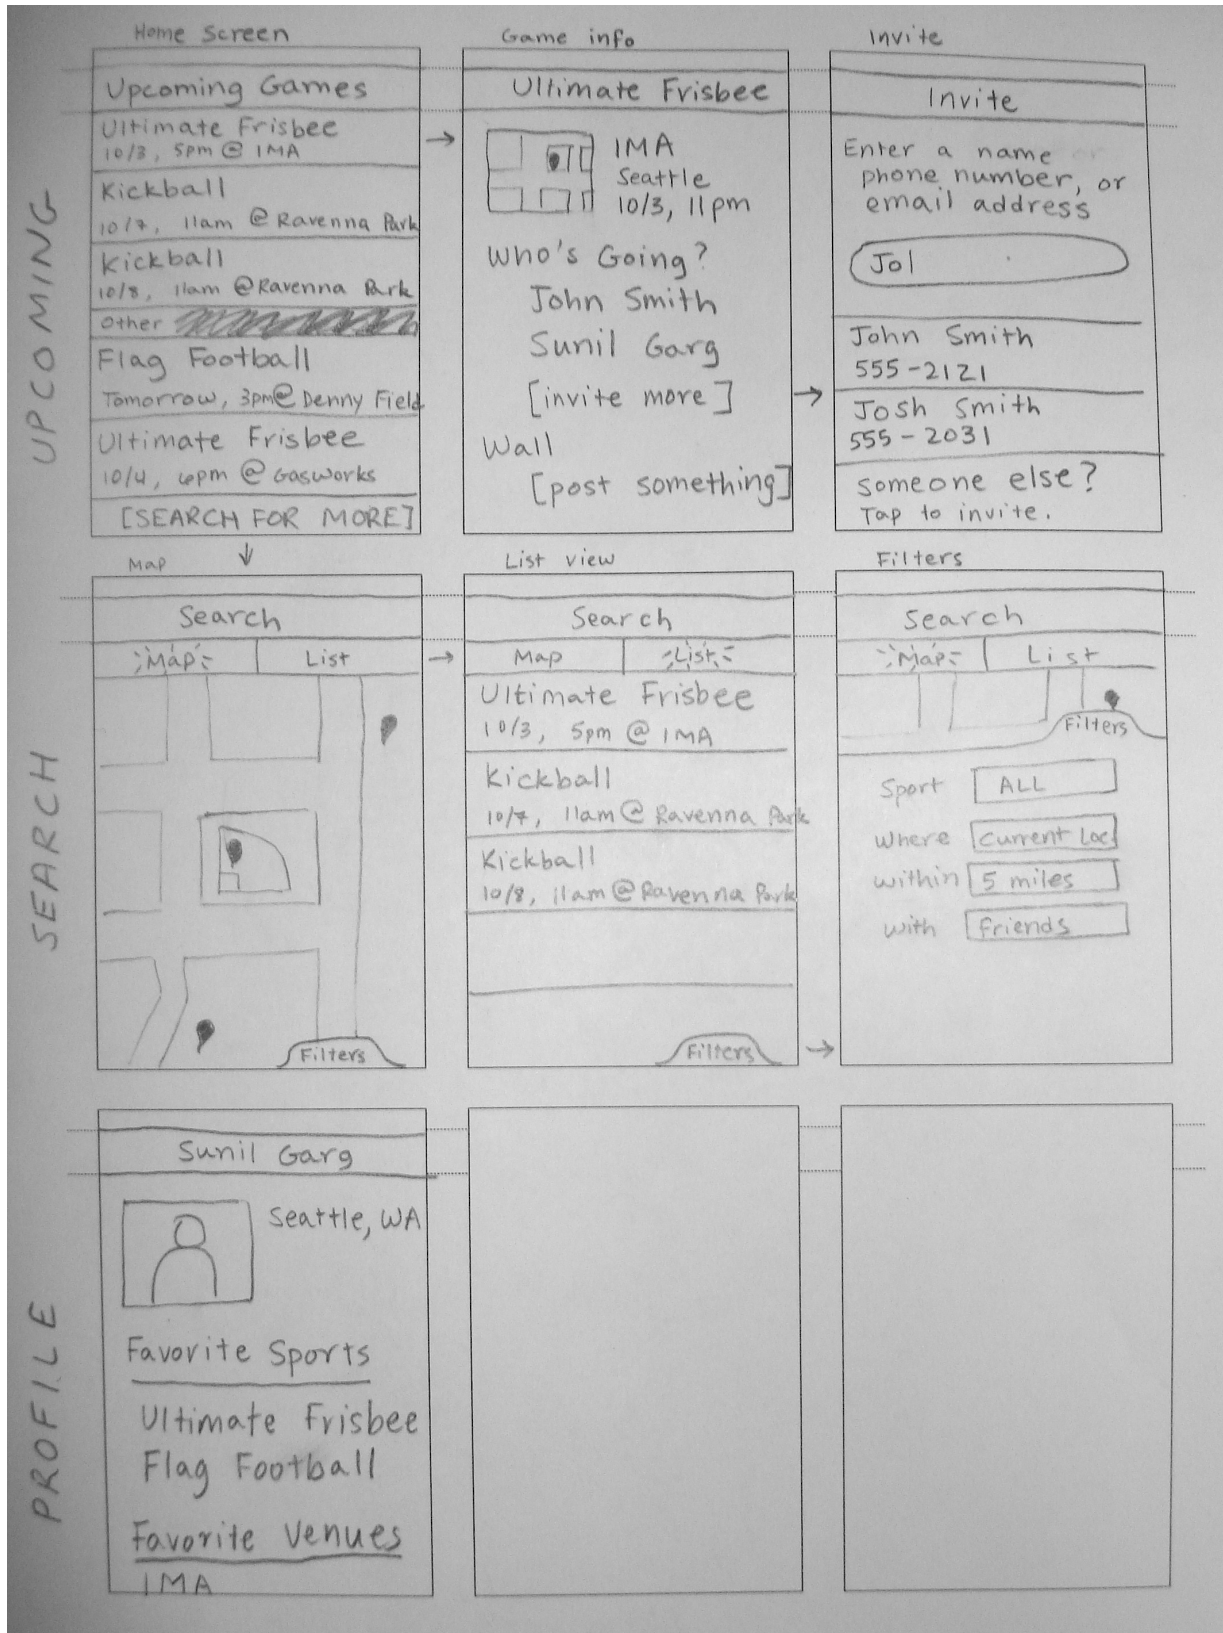 Home Screen
Upcoming Games
Ultimate Frisbee
10/3, 5pm @ IMA
Kickball
10/7, 11am @ Ravenna Park
Kickball
10/8, 11am @ Ravenna Park
Other
Flag Football
Tomorrow, 3pm @ Denny Field
Ultimate Frisbee
10/4, 6pm @ Gasworks
[SEARCH FOR MORE]
Game info
Ultimate Frisbee
IMA
Seattle
10/3, 11pm
Who's Going?
John Smith
Sunil Garg
[invite more]
Wall
[post something]
Invite
Invite
Enter a name
phone number, or
email address
Jo|
John Smith
555-2121
Josh Smith
555-2031
someone else?
Tap to invite.
UPCOMING
Map
Search
Map List
Filters
List view
Search
Map List
Ultimate Frisbee
10/3, 5pm @ IMA
Kickball
10/7, 11am @ Ravenna Park
Kickball
10/8, 11am @ Ravenna Park
Filters
Filters
Search
Map List
Filters
Sport ALL
where current Loc
within 5 miles
with friends
SEARCH
Sunil Garg
Seattle, WA
Favorite Sports
Ultimate Frisbee
Flag Football
Favorite Venues
IMA
PROFILE